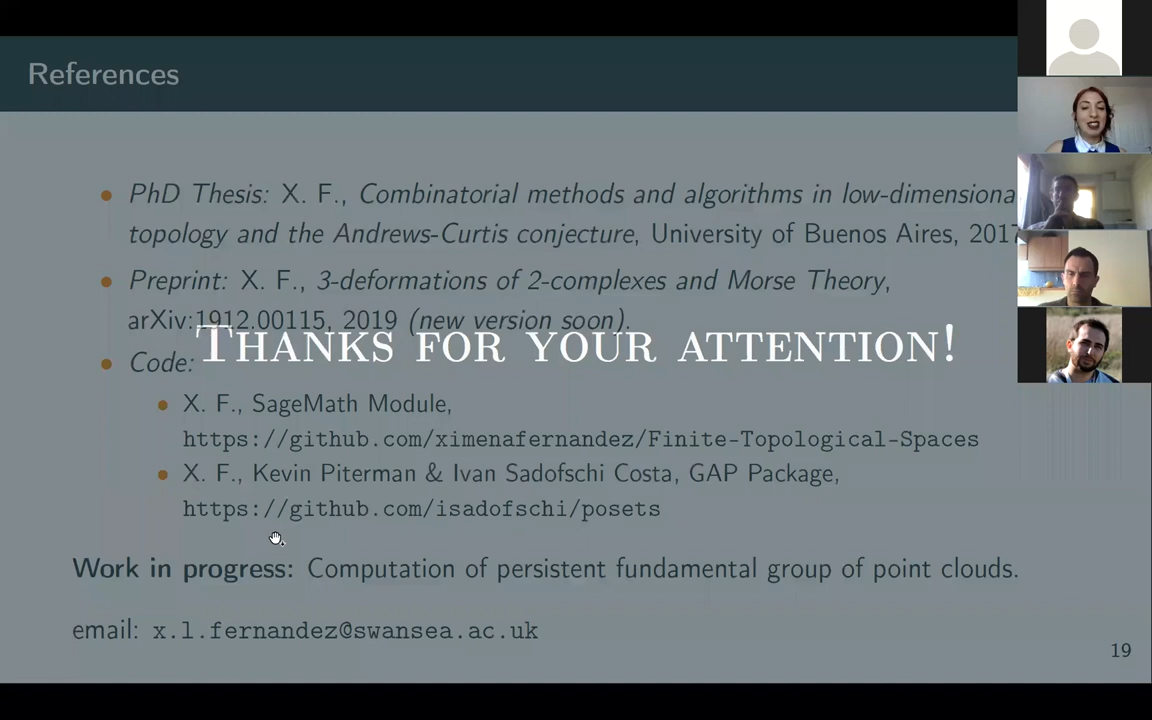 References
• PhD Thesis: X. F., Combinatorial methods and algorithms in low-dimensiona
topology and the Andrews-Curtis conjecture, University of Buenos Aires, 2017
• Preprint: X. F., 3-deformations of 2-complexes and Morse Theory,
arXiv:1912.00115, 2019 (new version soon).
THANKS FOR YOUR ATTENTION!
• Code:
• X. F., SageMath Module,
https://github.com/ximenafernandez/Finite-Topological-Spaces
• X. F., Kevin Piterman & Ivan Sadofschi Costa, GAP Package,
https://github.com/isadofschi/posets
Work in progress: Computation of persistent fundamental group of point clouds.
email: x.l.fernandez@swansea.ac.uk
19